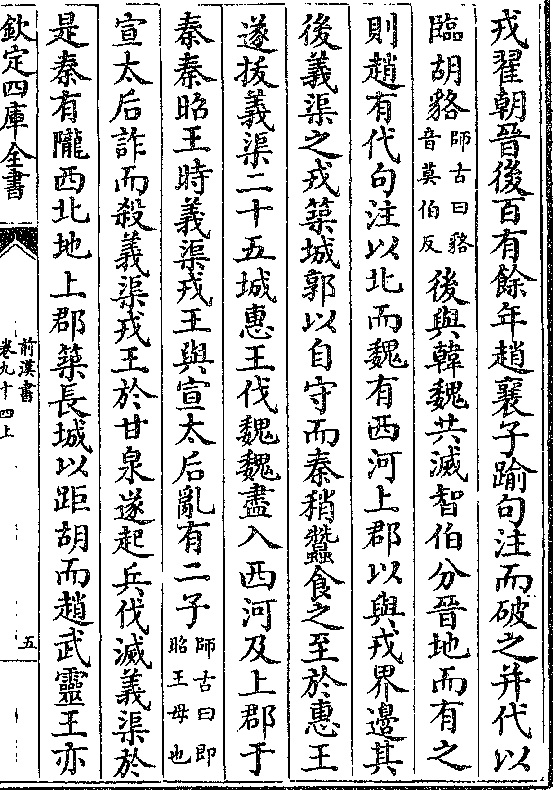 戎翟朝晉後百有餘年趙襄子踰句注而破之并代以
臨胡貉師古曰貉音莫伯反後與韓魏共滅智伯分晉地而有之
則趙有代句注以北而魏有西河上郡以與戎界邊其
後義渠之戎築城郭以自守而秦稍蠶食之至於惠王
遂拔義渠二十五城惠王伐魏魏盡入西河及上郡于
秦秦昭王時義渠戎王與宣太后亂有二子師古曰即昭王母也
宣太后詐而殺義渠戎王於甘泉遂起兵伐滅義渠於
是秦有隴西北地上郡築長城以距胡而趙武靈王亦
欽定四庫全書
前漢書
卷九十四上
五